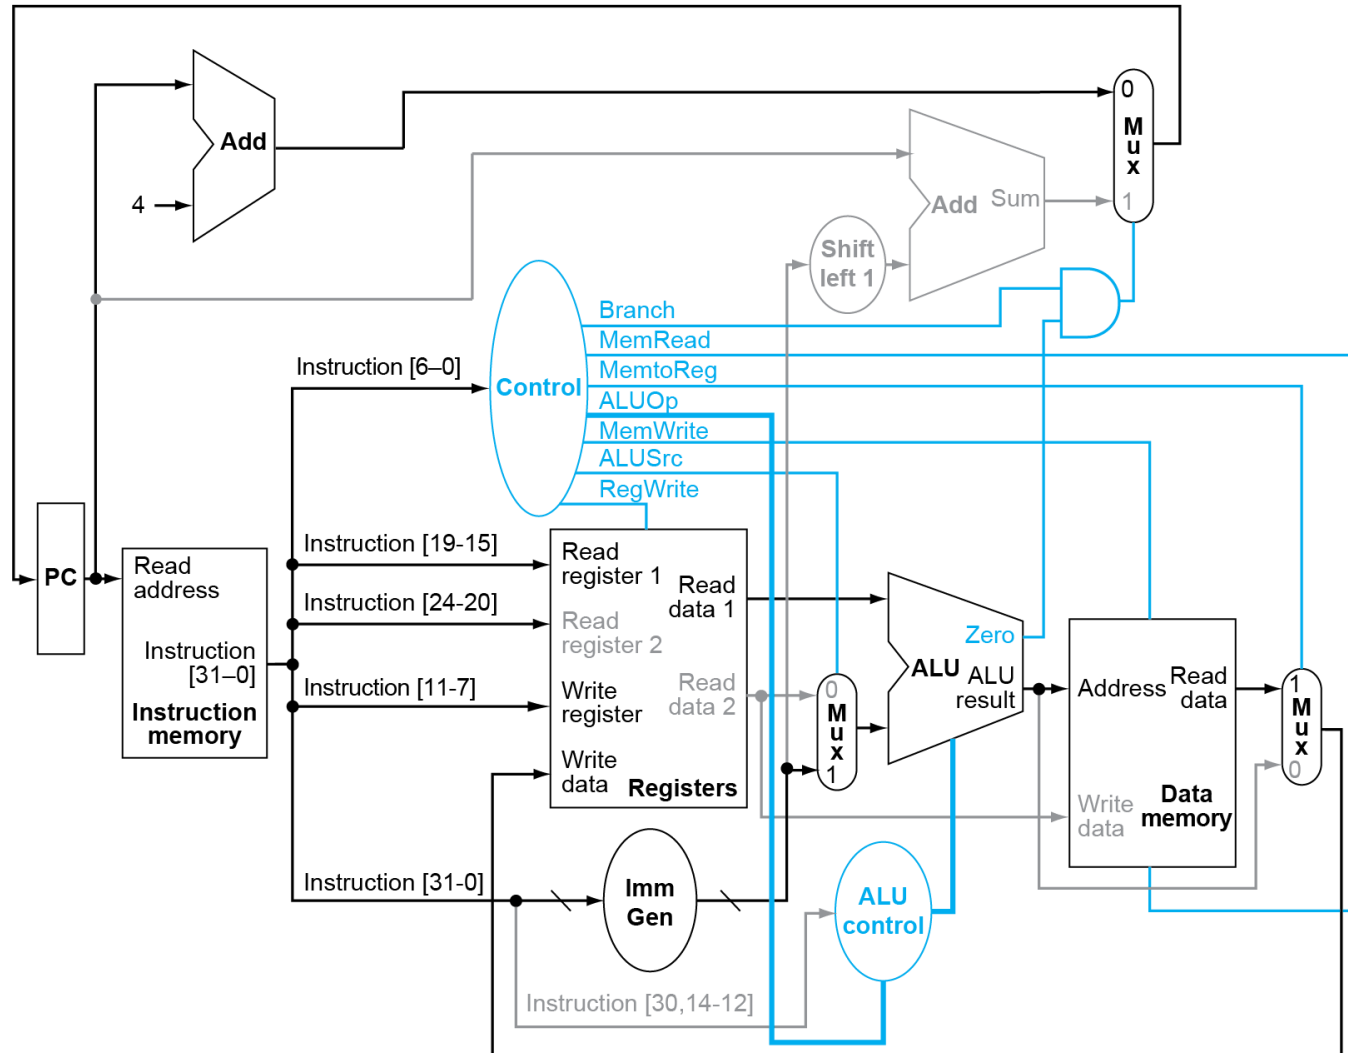 0
M
u
x
1
Add
4
Add Sum
Shift
left 1
Branch
MemRead
MemtoReg
ALUOp
MemWrite
ALUSrc
RegWrite
Instruction [6–0]
Control
PC
Read
address
Instruction
[31–0]
Instruction
memory
Instruction [19-15]
Instruction [24-20]
Instruction [11-7]
Instruction [31-0]
Read
register 1
Read
data 1
Read
register 2
Read
data 2
Write
register
Write
data
Registers
0
M
u
x
1
Zero
ALU
ALU
result
Address
Read
data
Write
data
Data
memory
1
M
u
x
0
Imm
Gen
ALU
control
Instruction [30,14-12]